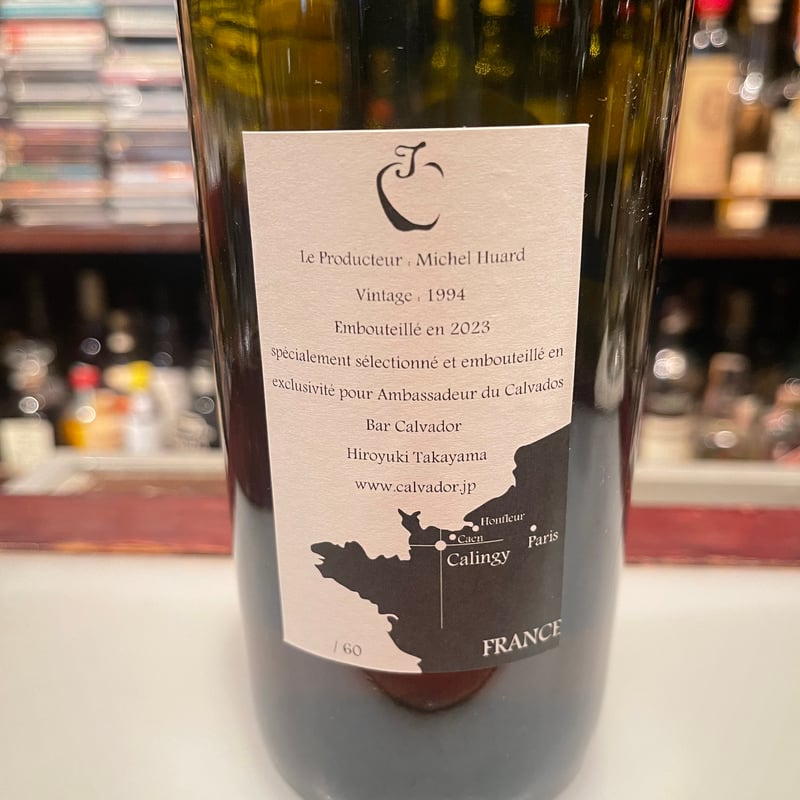 Le Producteur : Michel Huard
Vintage : 1994
Embouteillé en 2023
spécialement sélectionné et embouteillé en
exclusivité pour Ambassadeur du Calvados
Bar Calvador
Hiroyuki Takayama
www.calvador.jp
Honfleur
Caen
Paris
Calingy
FRANCE
/ 60